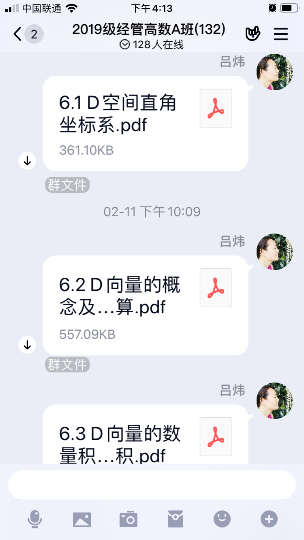 中国联通 下午4:13
2 2019级经管高数A班(132)
128人在线
吕炜
6.1 D空间直角
坐标系.pdf
361.10KB
群文件
02-11 下午 10:09
吕炜
6.2 D向量的概
念及...算.pdf
557.09KB
群文件
吕炜
6.3 D向量的数
量积...积.pdf